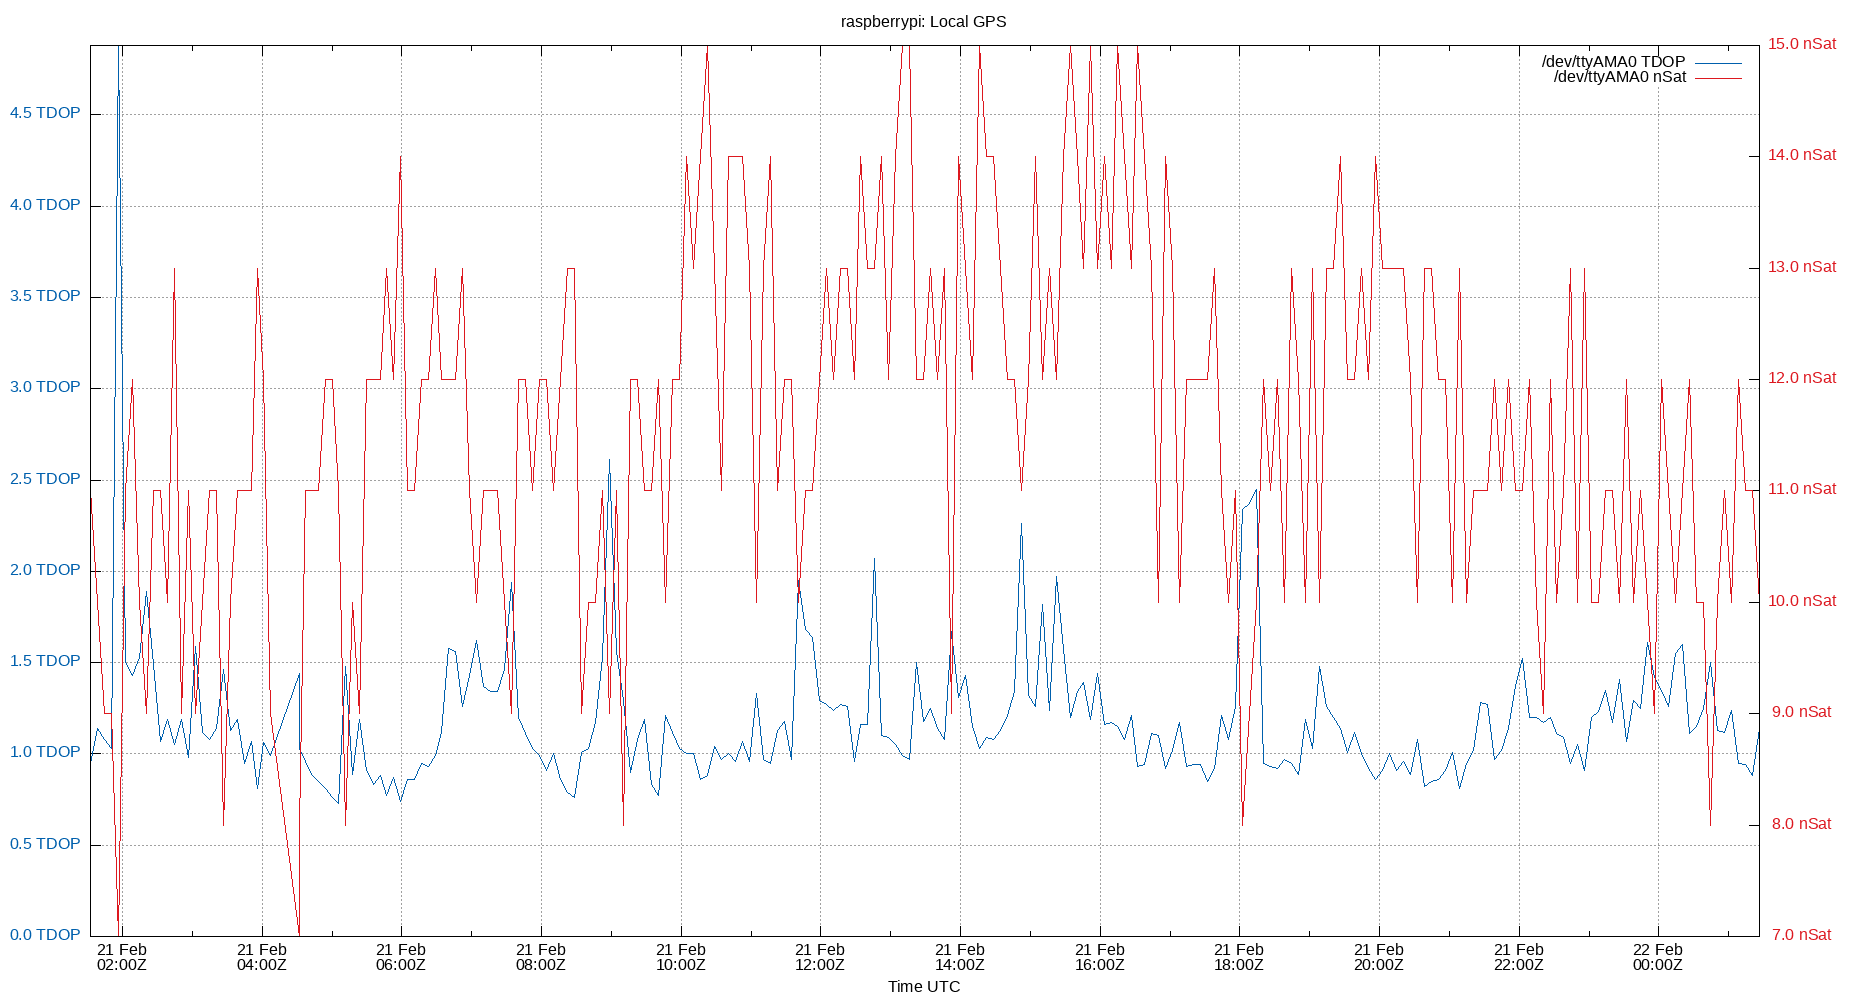 raspberrypi: Local GPS
/dev/ttyAMA0 TDOP
/dev/ttyAMA0 nSat
4.5 TDOP
4.0 TDOP
3.5 TDOP
3.0 TDOP
2.5 TDOP
2.0 TDOP
1.5 TDOP
1.0 TDOP
0.5 TDOP
0.0 TDOP
15.0 nSat
14.0 nSat
13.0 nSat
12.0 nSat
11.0 nSat
10.0 nSat
9.0 nSat
8.0 nSat
7.0 nSat
21 Feb
02:00Z
21 Feb
04:00Z
21 Feb
06:00Z
21 Feb
08:00Z
21 Feb
10:00Z
21 Feb
12:00Z
21 Feb
14:00Z
21 Feb
16:00Z
21 Feb
18:00Z
21 Feb
20:00Z
21 Feb
22:00Z
22 Feb
00:00Z
Time UTC